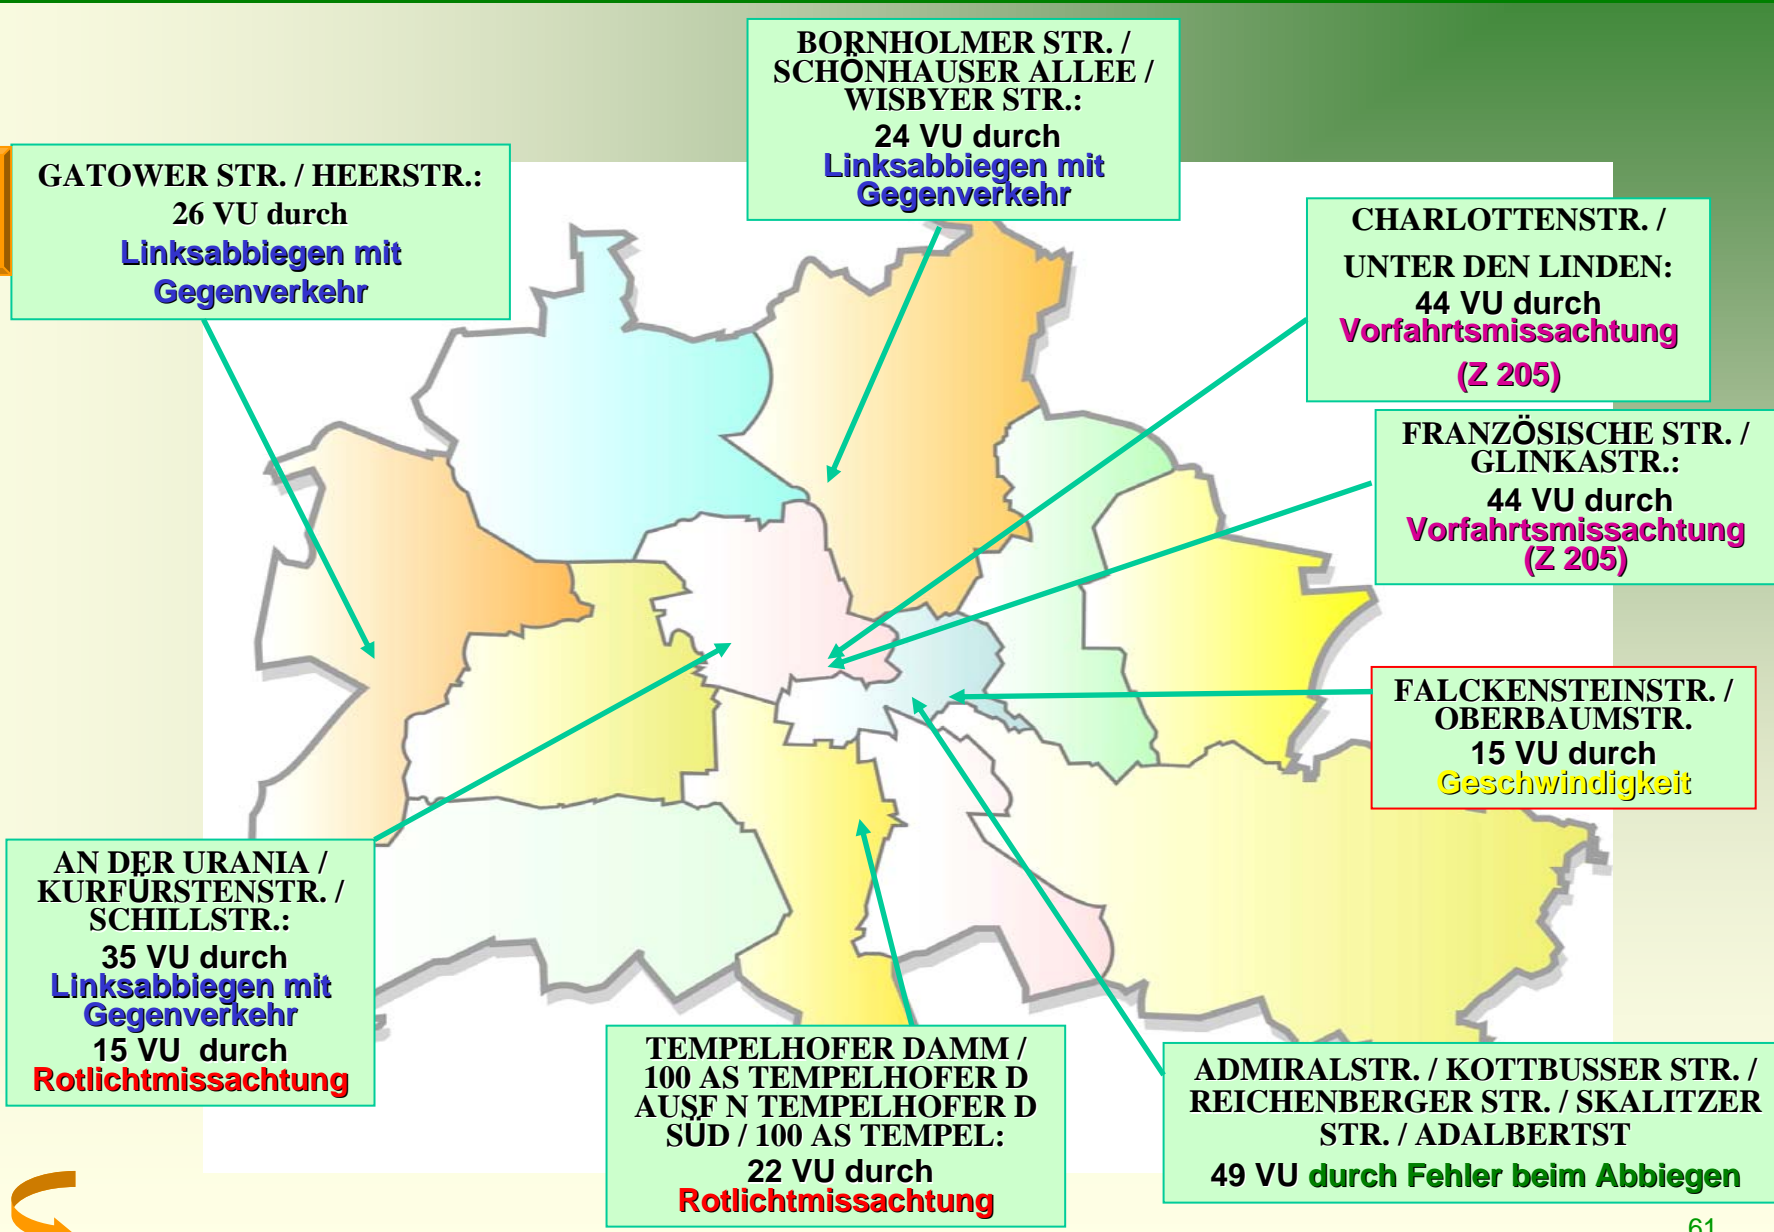 BORNHOLMER STR. /
SCHÖNHAUSER ALLEE /
WISBYER STR.:
24 VU durch
Linksabbiegen mit
Gegenverkehr
GATOWER STR. / HEERSTR.:
26 VU durch
Linksabbiegen mit
Gegenverkehr
CHARLOTTENSTR. /
UNTER DEN LINDEN:
44 VU durch
Vorfahrtsmissachtung
(Z 205)
FRANZÖSISCHE STR. /
GLINKASTR.:
44 VU durch
Vorfahrtsmissachtung
(Z 205)
FALCKENSTEINSTR. /
OBERBAUMSTR.
15 VU durch
Geschwindigkeit
AN DER URANIA /
KURFÜRSTENSTR. /
SCHILLSTR.:
35 VU durch
Linksabbiegen mit
Gegenverkehr
15 VU durch
Rotlichtmissachtung
TEMPELHOFER DAMM /
100 AS TEMPELHOFER D
AUSF N TEMPELHOFER D
SÜD / 100 AS TEMPEL:
22 VU durch
Rotlichtmissachtung
ADMIRALSTR. / KOTTBUSSER STR. /
REICHENBERGER STR. / SKALITZER
STR. / ADALBERTST
49 VU durch Fehler beim Abbiegen
61